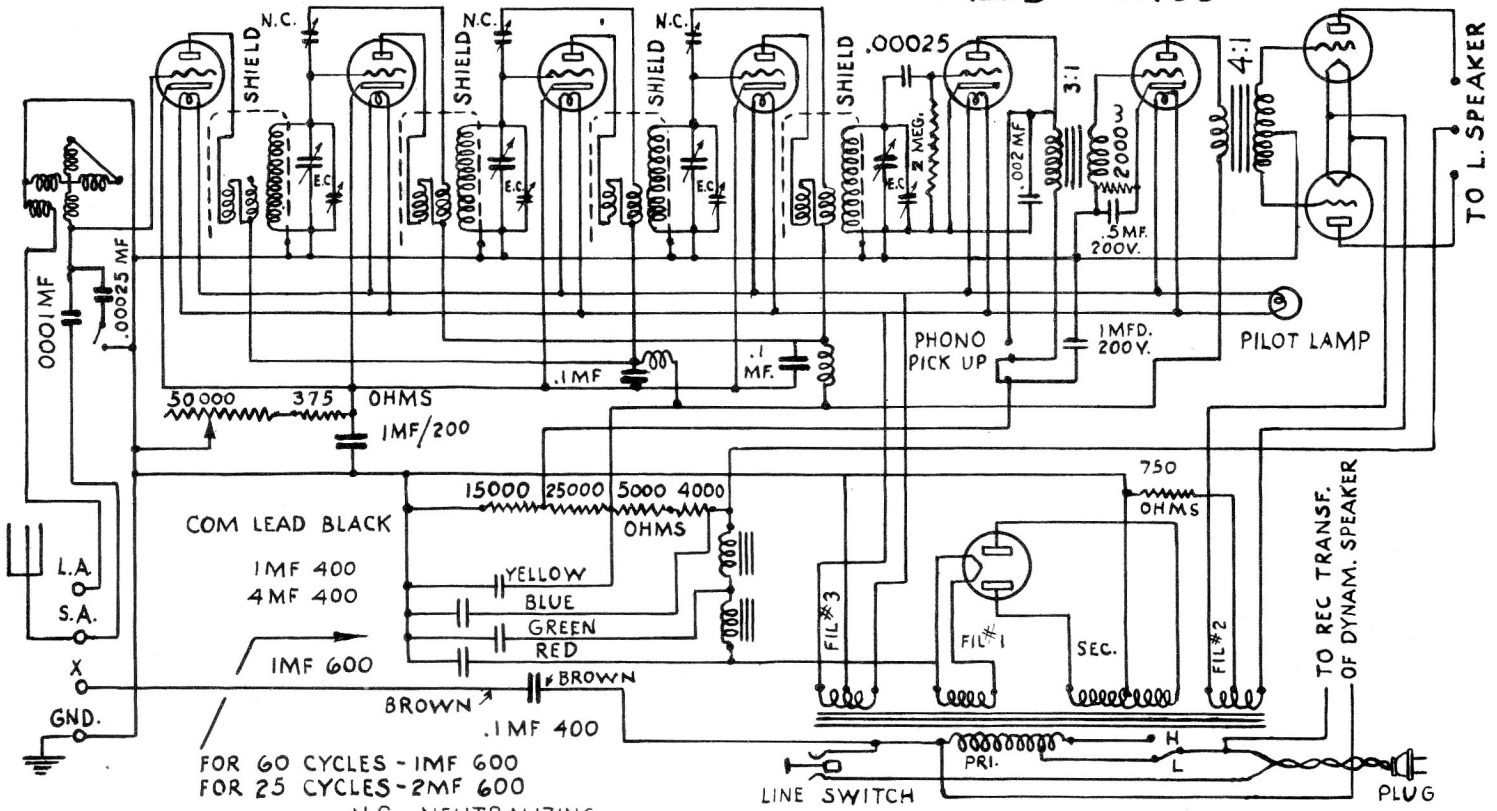 N.C.
N.C.
N.C.
SHIELD
SHIELD
SHIELD
SHIELD
.00025
2 MEG.
.002 MF
3:1
2000 ω
.5 MF.
200V.
4:1
TO L. SPEAKER
E.C.
E.C.
E.C.
E.C.
.0001MF
.00025 MF
50000
375
OHMS
1MF/200
.1MF
.1
MF.
PHONO
PICK UP
1MFD.
200V.
PILOT LAMP
15000
25000
5000
4000
OHMS
750
OHMS
COM LEAD BLACK
1MF 400
4MF 400
1MF 600
YELLOW
BLUE
GREEN
RED
L.A.
S.A.
X
GND.
BROWN
BROWN
.1MF 400
FIL#3
FIL#1
SEC.
FIL#2
TO REC TRANSF.
OF DYNAM. SPEAKER
PRI.
H
L
LINE SWITCH
PLUG
FOR 60 CYCLES - 1MF 600
FOR 25 CYCLES - 2MF 600